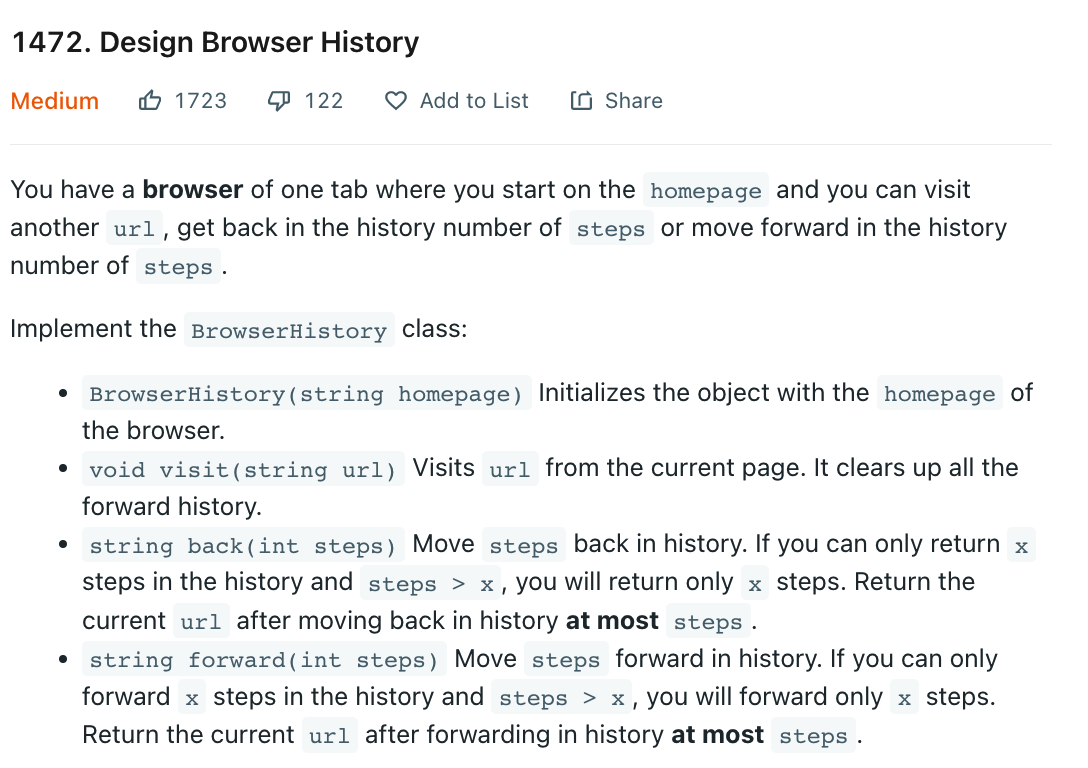 1472. Design Browser History
Medium 1723 122 Add to List Share
You have a browser of one tab where you start on the homepage and you can visit
another url , get back in the history number of steps or move forward in the history
number of steps .
Implement the BrowserHistory class:
• BrowserHistory(string homepage) Initializes the object with the homepage of
the browser.
• void visit(string url) Visits url from the current page. It clears up all the
forward history.
• string back(int steps) Move steps back in history. If you can only return x
steps in the history and steps > x , you will return only x steps. Return the
current url after moving back in history at most steps .
• string forward(int steps) Move steps forward in history. If you can only
forward x steps in the history and steps > x , you will forward only x steps.
Return the current url after forwarding in history at most steps .